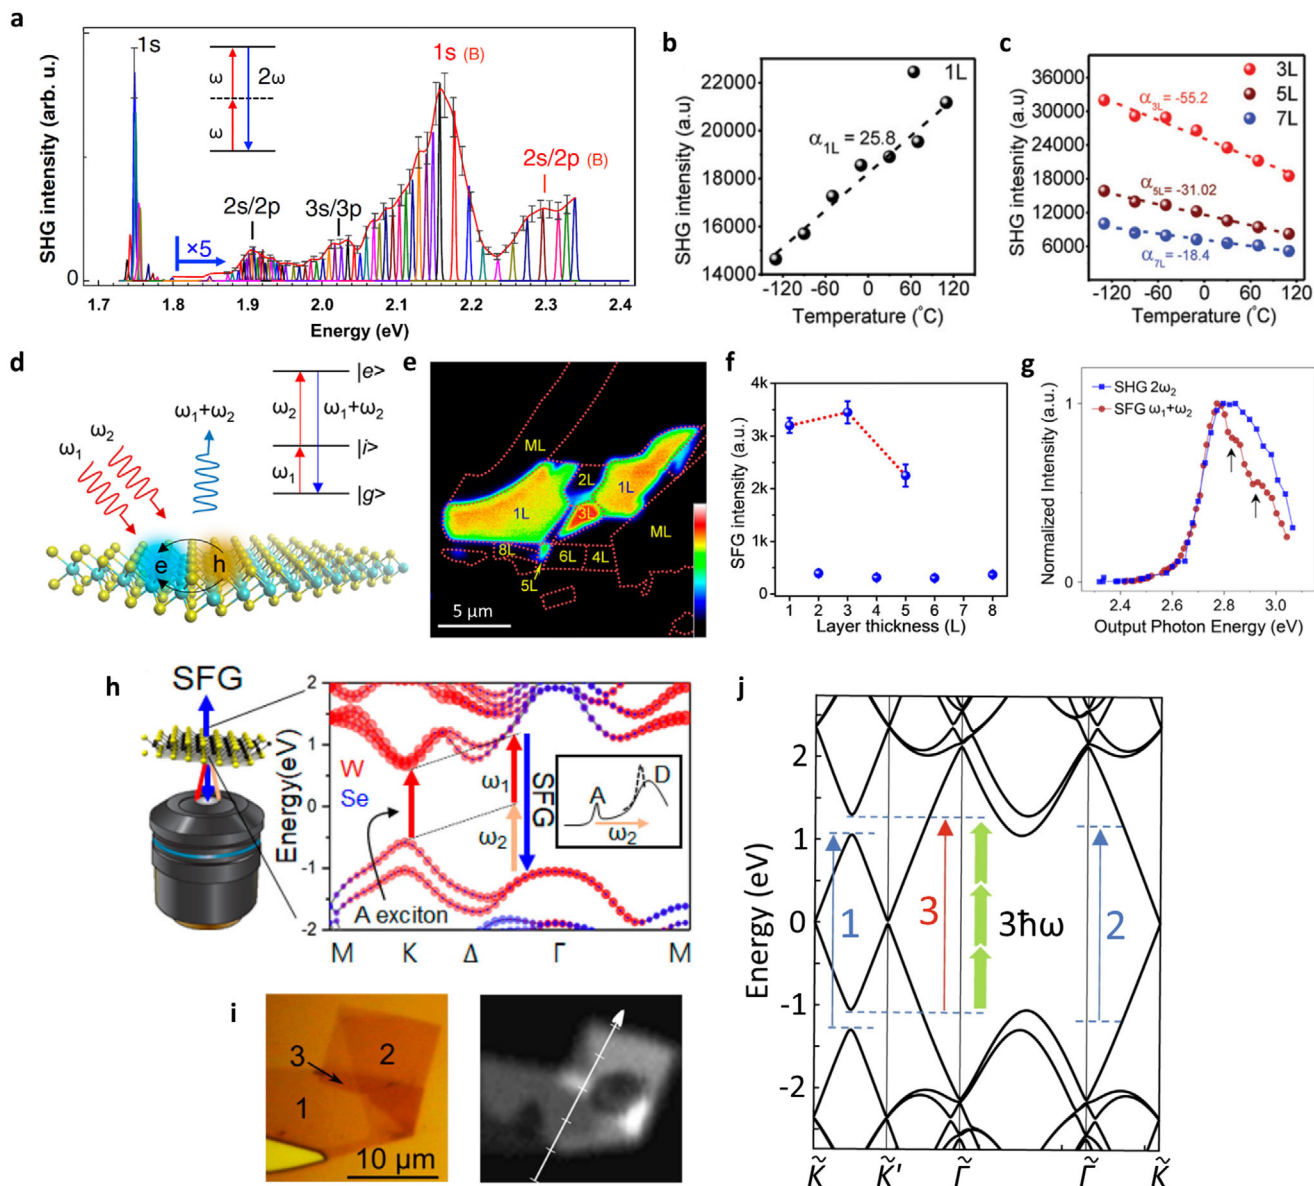 a
SHG intensity (arb. u.)
0
1s
ω
ω
2ω
×5
2s/2p
3s/3p
1s (B)
2s/2p (B)
1.7 1.8 1.9 2.0 2.1 2.2 2.3 2.4
Energy (eV)
b
SHG intensity (a.u)
22000
20000
18000
16000
14000
1L
α1L = 25.8
-120 -60 0 60 120
Temperature (°C)
c
SHG intesnity (a.u)
36000
30000
24000
18000
12000
6000
3L
5L
7L
α3L = -55.2
α5L = -31.02
α7L = -18.4
-120 -60 0 60 120
Temperature (°C)
d
ω1
ω2
ω1+ω2
|e>
ω2
ω1+ω2
|i>
ω1
|g>
e
h
e
ML
2L
1L
1L
3L
ML
8L
6L
4L
5L
5 μm
f
SFG intensity (a.u.)
4k
3k
2k
1k
0
1 2 3 4 5 6 7 8
Layer thickness (L)
g
Normalized Intensity (a.u.)
1
0
SHG 2ω2
SFG ω1+ω2
2.4 2.6 2.8 3.0
Output Photon Energy (eV)
h
SFG
Energy(eV)
2
1
0
-1
-2
W
Se
A exciton
ω1
ω2
SFG
A
D
ω2
M K Δ Γ M
i
1
2
3
10 μm
j
Energy (eV)
2
1
0
-1
-2
1
3
3ħω
2
K̃ K̃' Γ̃ Γ̃ K̃